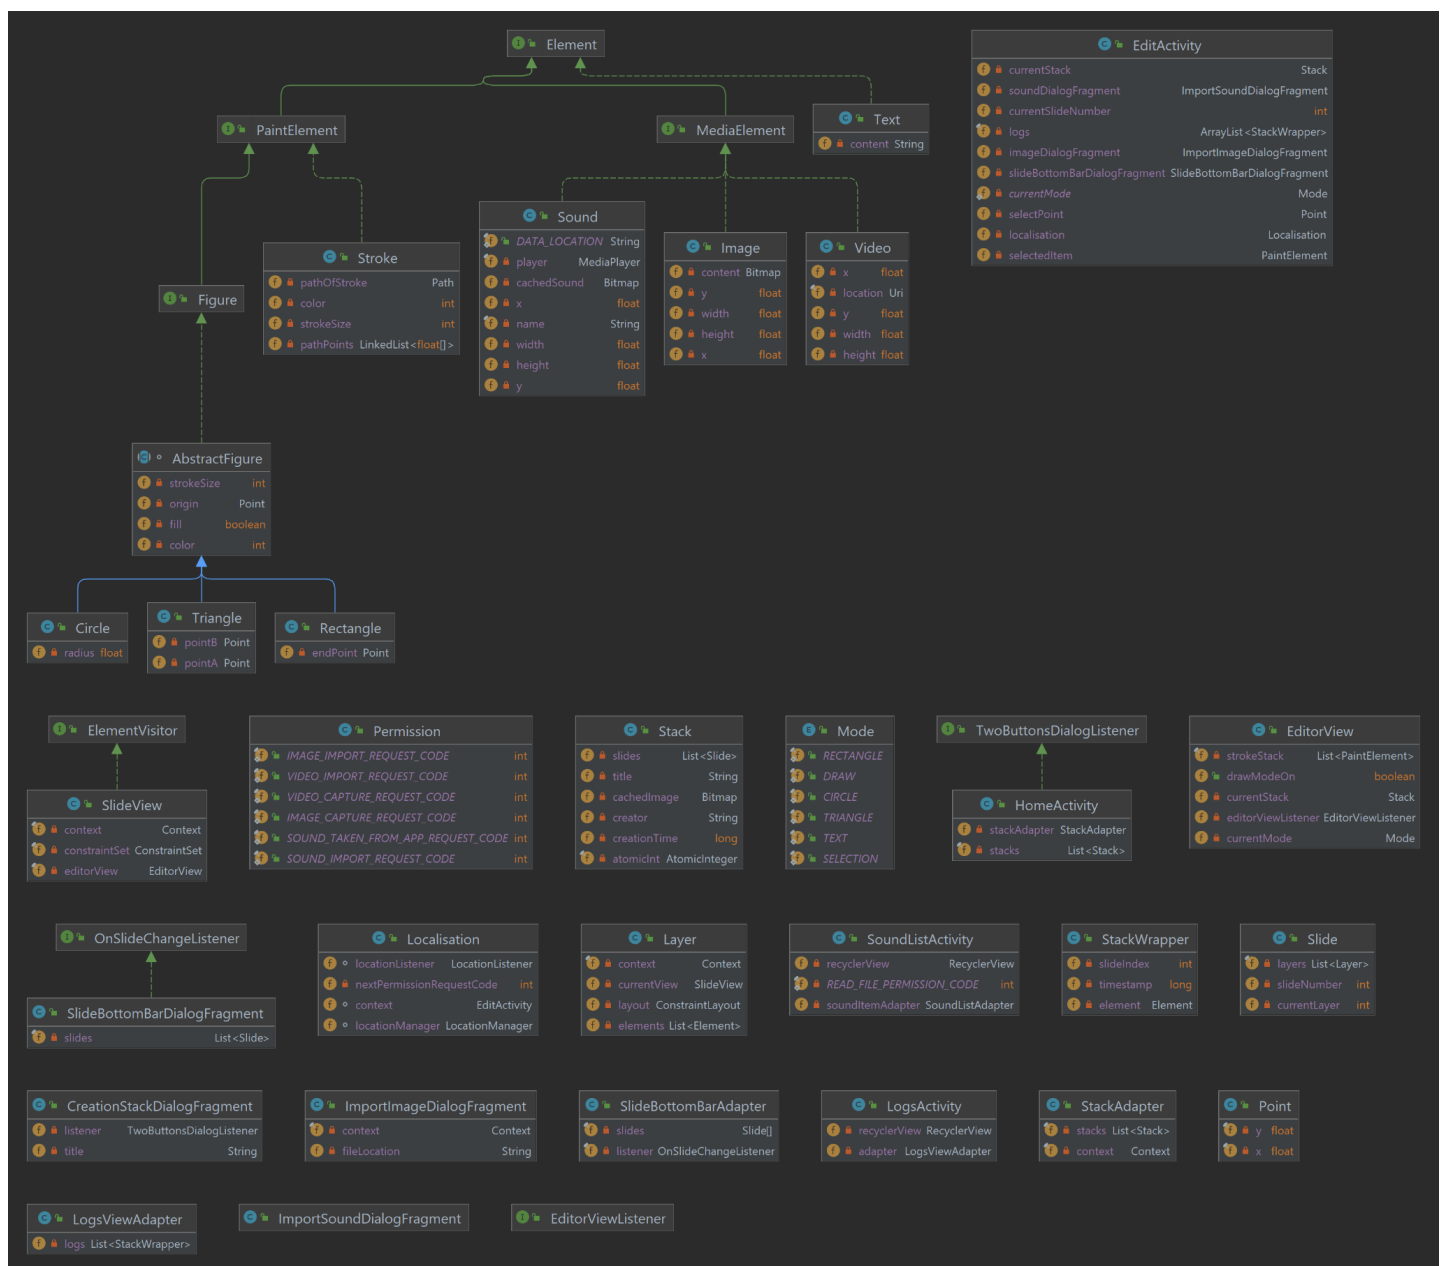 Element
EditActivity
currentStack Stack
soundDialogFragment ImportSoundDialogFragment
currentSlideNumber int
logs ArrayList<StackWrapper>
imageDialogFragment ImportImageDialogFragment
slideBottomBarDialogFragment SlideBottomBarDialogFragment
currentMode Mode
selectPoint Point
localisation Localisation
selectedItem PaintElement
PaintElement
MediaElement
Text
content String
Stroke
pathOfStroke Path
color int
strokeSize int
pathPoints LinkedList<float[]>
Sound
DATA_LOCATION String
player MediaPlayer
cachedSound Bitmap
x float
name String
width float
height float
y float
Image
content Bitmap
y float
width float
height float
x float
Video
x float
location Uri
y float
width float
height float
Figure
AbstractFigure
strokeSize int
origin Point
fill boolean
color int
Circle
radius float
Triangle
pointB Point
pointA Point
Rectangle
endPoint Point
ElementVisitor
SlideView
context Context
constraintSet ConstraintSet
editorView EditorView
Permission
IMAGE_IMPORT_REQUEST_CODE int
VIDEO_IMPORT_REQUEST_CODE int
VIDEO_CAPTURE_REQUEST_CODE int
IMAGE_CAPTURE_REQUEST_CODE int
SOUND_TAKEN_FROM_APP_REQUEST_CODE int
SOUND_IMPORT_REQUEST_CODE int
Stack
slides List<Slide>
title String
cachedImage Bitmap
creator String
creationTime long
atomicInt AtomicInteger
Mode
RECTANGLE
DRAW
CIRCLE
TRIANGLE
TEXT
SELECTION
TwoButtonsDialogListener
HomeActivity
stackAdapter StackAdapter
stacks List<Stack>
EditorView
strokeStack List<PaintElement>
drawModeOn boolean
currentStack Stack
editorViewListener EditorViewListener
currentMode Mode
OnSlideChangeListener
SlideBottomBarDialogFragment
slides List<Slide>
Localisation
locationListener LocationListener
nextPermissionRequestCode int
context EditActivity
locationManager LocationManager
Layer
context Context
currentView SlideView
layout ConstraintLayout
elements List<Element>
SoundListActivity
recyclerView RecyclerView
READ_FILE_PERMISSION_CODE int
soundItemAdapter SoundListAdapter
StackWrapper
slideIndex int
timestamp long
element Element
Slide
layers List<Layer>
slideNumber int
currentLayer int
CreationStackDialogFragment
listener TwoButtonsDialogListener
title String
ImportImageDialogFragment
context Context
fileLocation String
SlideBottomBarAdapter
slides Slide[]
listener OnSlideChangeListener
LogsActivity
recyclerView RecyclerView
adapter LogsViewAdapter
StackAdapter
stacks List<Stack>
context Context
Point
y float
x float
LogsViewAdapter
logs List<StackWrapper>
ImportSoundDialogFragment
EditorViewListener